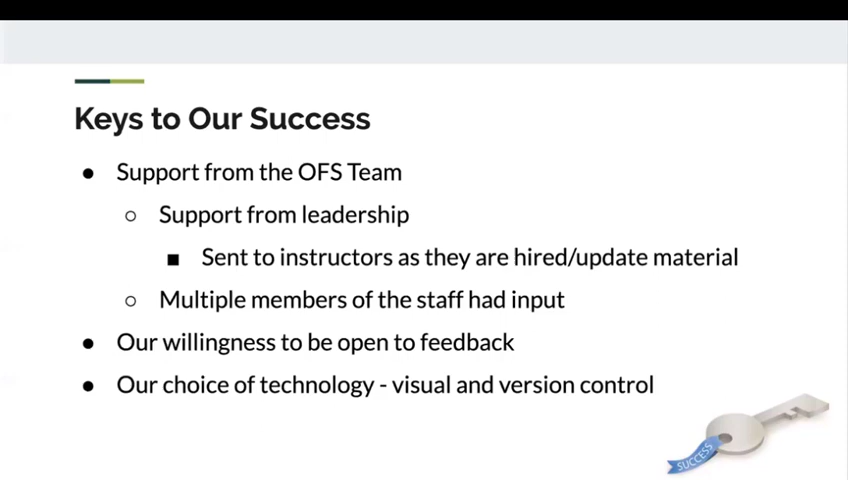 Keys to Our Success
● Support from the OFS Team
○ Support from leadership
■ Sent to instructors as they are hired/update material
○ Multiple members of the staff had input
● Our willingness to be open to feedback
● Our choice of technology - visual and version control
SUCCESS